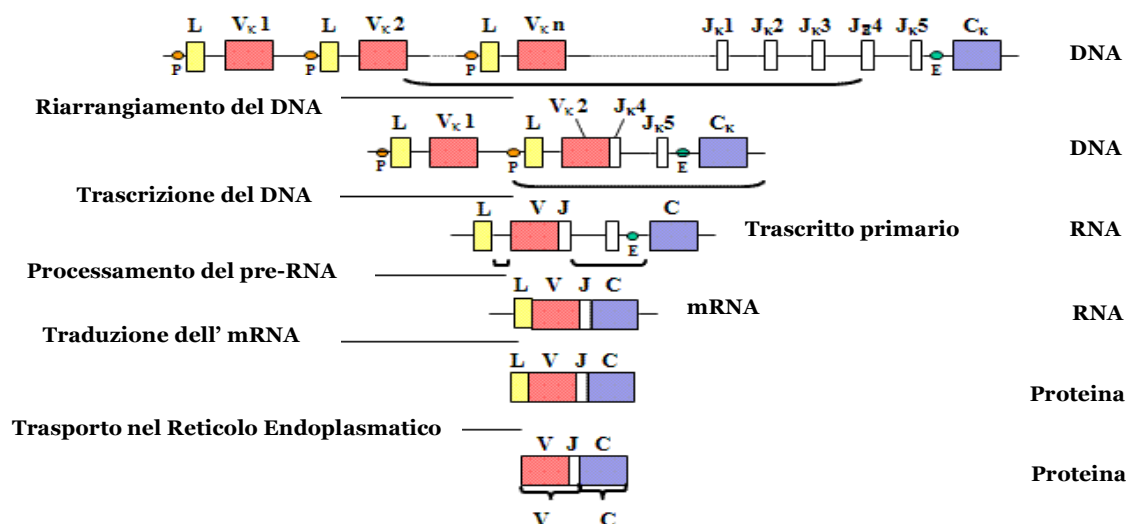 L Vκ1 L Vκ2 L Vκn Jκ1 Jκ2 Jκ3 J𝕫4 Jκ5 Cκ
P P P E DNA
Riarrangiamento del DNA
Vκ2 Jκ4
L Vκ1 L Jκ5 Cκ
P P E DNA
Trascrizione del DNA
L V J C
Trascritto primario RNA
E
Processamento del pre-RNA
L V J C
mRNA RNA
Traduzione dell’ mRNA
L V J C
Proteina
Trasporto nel Reticolo Endoplasmatico
V J C
Proteina
V C